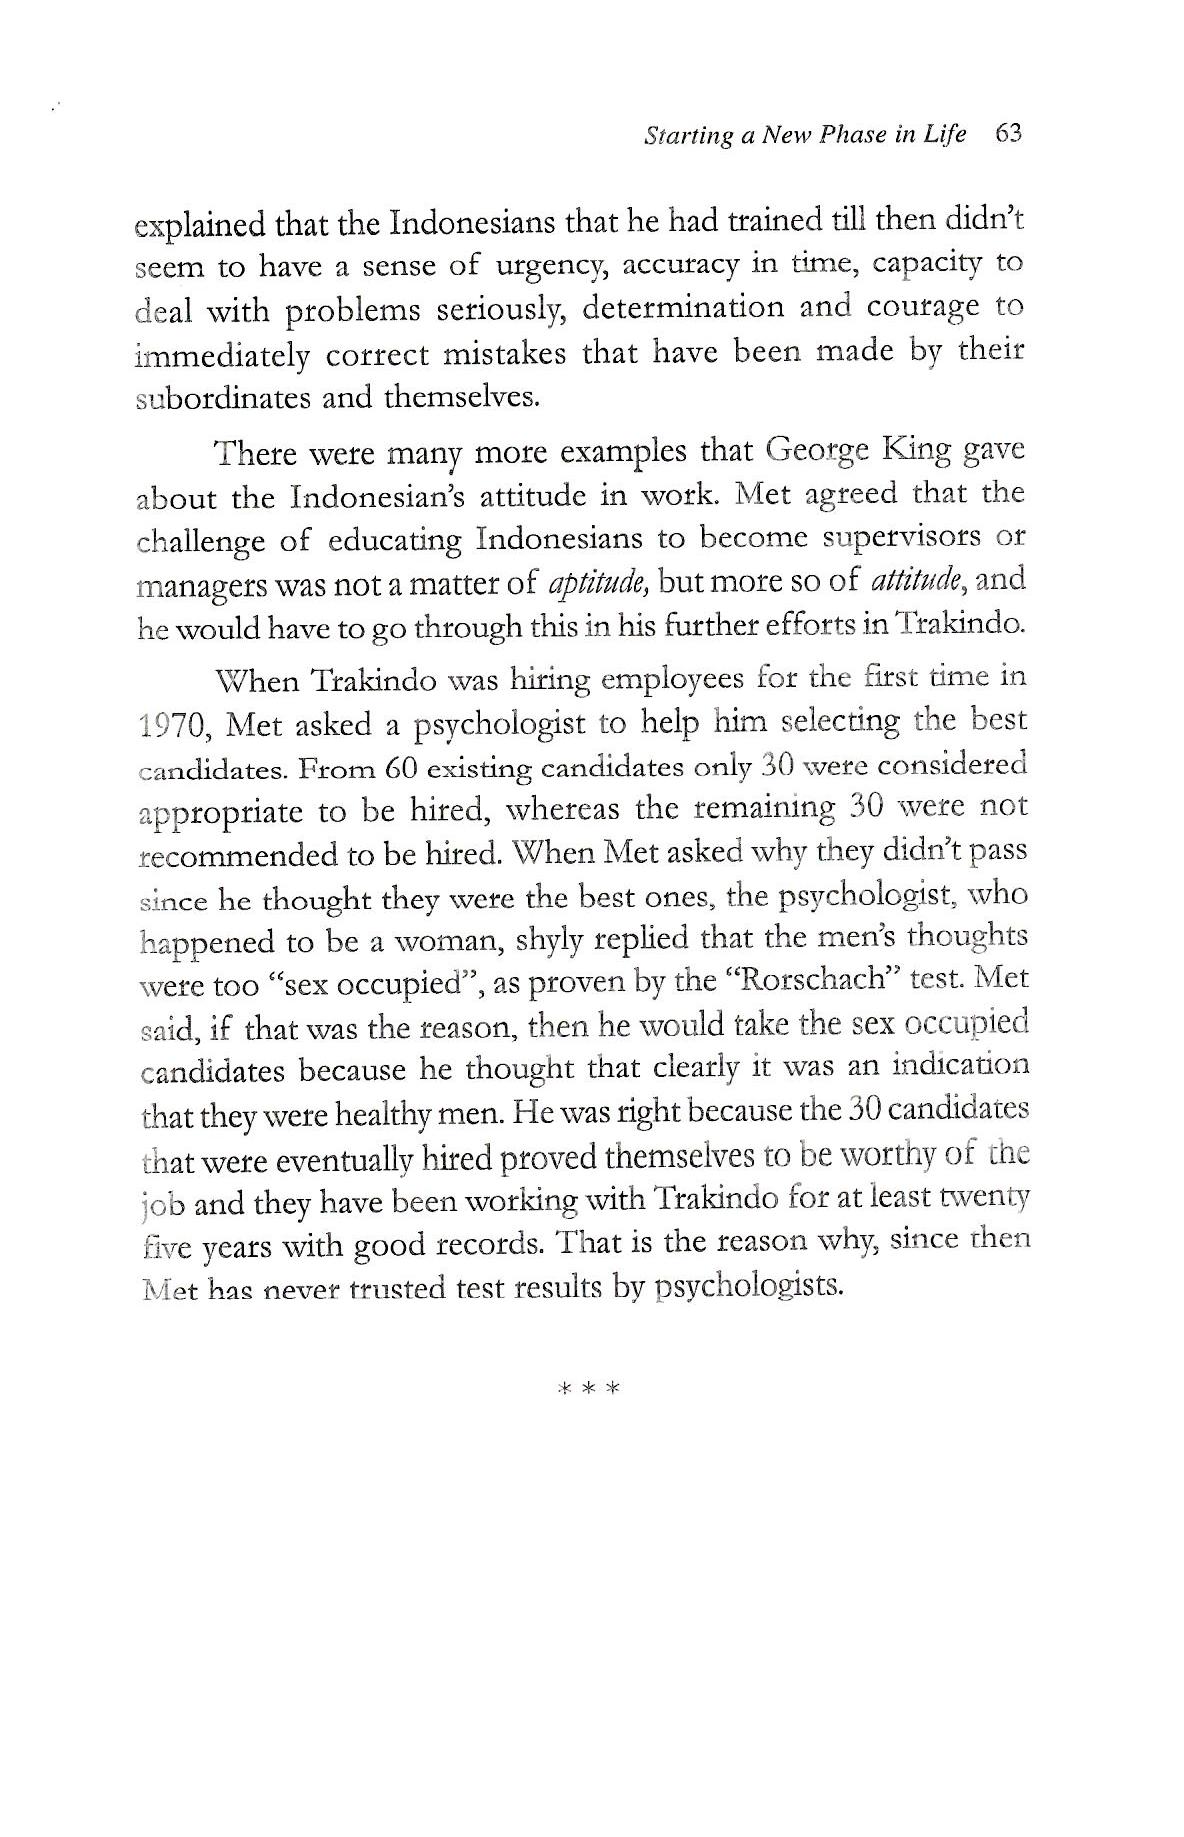 Starting a New Phase in Life 63
explained that the Indonesians that he had trained till then didn't
seem to have a sense of urgency, accuracy in time, capacity to
deal with problems seriously, determination and courage to
immediately correct mistakes that have been made by their
subordinates and themselves.
There were many more examples that George King gave
about the Indonesian's attitude in work. Met agreed that the
challenge of educating Indonesians to become supervisors or
managers was not a matter of aptitude, but more so of attitude, and
he would have to go through this in his further efforts in Trakindo.
When Trakindo was hiring employees for the first time in
1970, Met asked a psychologist to help him selecting the best
candidates. From 60 existing candidates only 30 were considered
appropriate to be hired, whereas the remaining 30 were not
recommended to be hired. When Met asked why they didn't pass
since he thought they were the best ones, the psychologist, who
happened to be a woman, shyly replied that the men's thoughts
were too “sex occupied”, as proven by the “Rorschach” test. Met
said, if that was the reason, then he would take the sex occupied
candidates because he thought that clearly it was an indication
that they were healthy men. He was right because the 30 candidates
that were eventually hired proved themselves to be worthy of the
job and they have been working with Trakindo for at least twenty
five years with good records. That is the reason why, since then
Met has never trusted test results by psychologists.
* * *